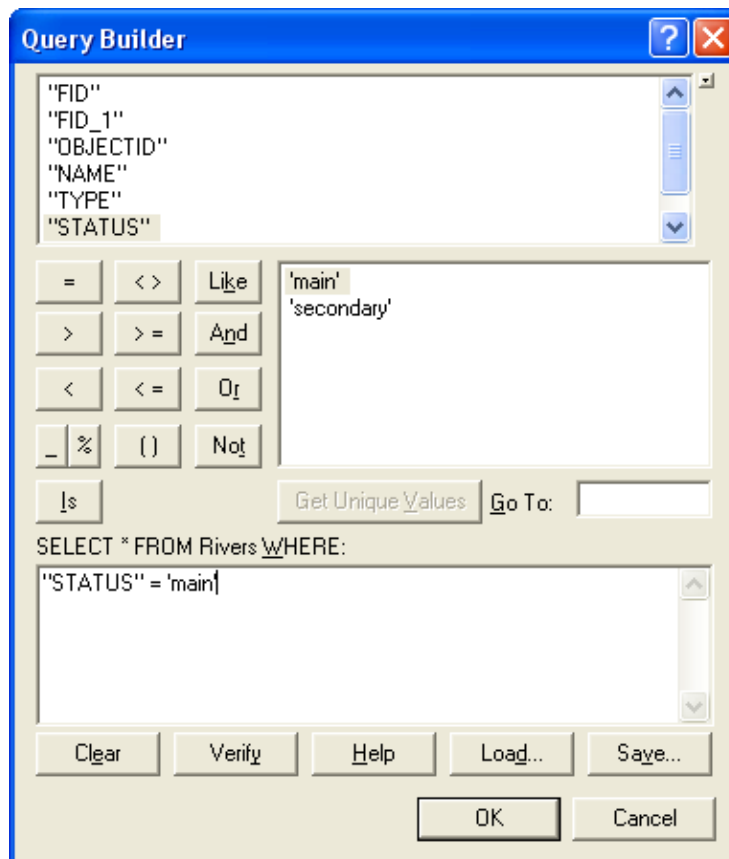 Query Builder
"FID"
"FID_1"
"OBJECTID"
"NAME"
"TYPE"
"STATUS"
= < > Like
> > = And
< < = Or
_ % ( ) Not
Is
'main'
'secondary'
Get Unique Values Go To:
SELECT * FROM Rivers WHERE:
"STATUS" = 'main'
Clear Verify Help Load... Save...
OK Cancel